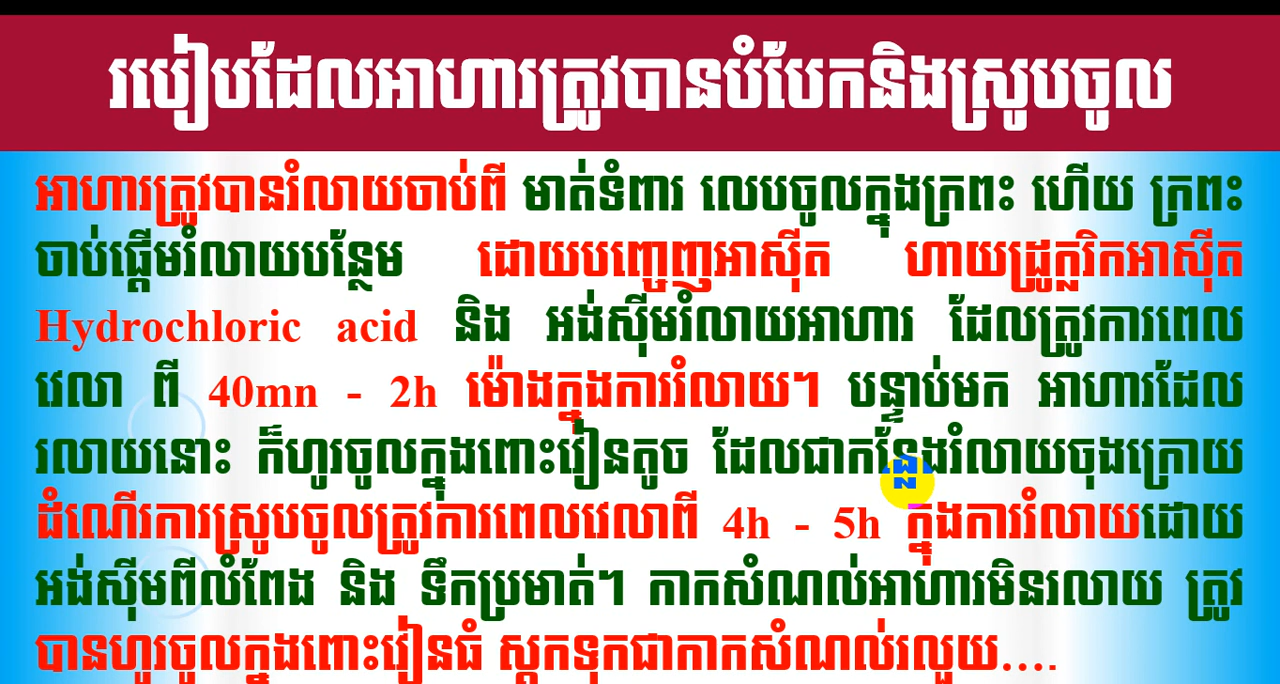 របៀបដែលអាហារត្រូវបានបំបែកនិងស្រូបចូល
អាហារត្រូវបានរំលាយចាប់ពី មាត់ទំពារ លេបចូលក្នុងក្រពះ ហើយ ក្រពះ
ចាប់ផ្តើមរំលាយបន្ថែម ដោយបញ្ចេញអាស៊ីត ហាយដ្រូក្លរិកអាស៊ីត
Hydrochloric acid និង អង់ស៊ីមរំលាយអាហារ ដែលត្រូវការពេល
វេលា ពី 40mn - 2h ម៉ោងក្នុងការរំលាយ។ បន្ទាប់មក អាហារដែល
រលាយនោះ ក៏ហូរចូលក្នុងពោះវៀនតូច ដែលជាកន្លែងរំលាយចុងក្រោយ
ដំណើរការស្រូបចូលត្រូវការពេលវេលាពី 4h - 5h ក្នុងការរំលាយដោយ
អង់ស៊ីមពីលំពែង និង ទឹកប្រមាត់។ កាកសំណល់អាហារមិនរលាយ ត្រូវ
បានហូរចូលក្នុងពោះវៀនធំ ស្តុកទុកជាកាកសំណល់រលួយ....